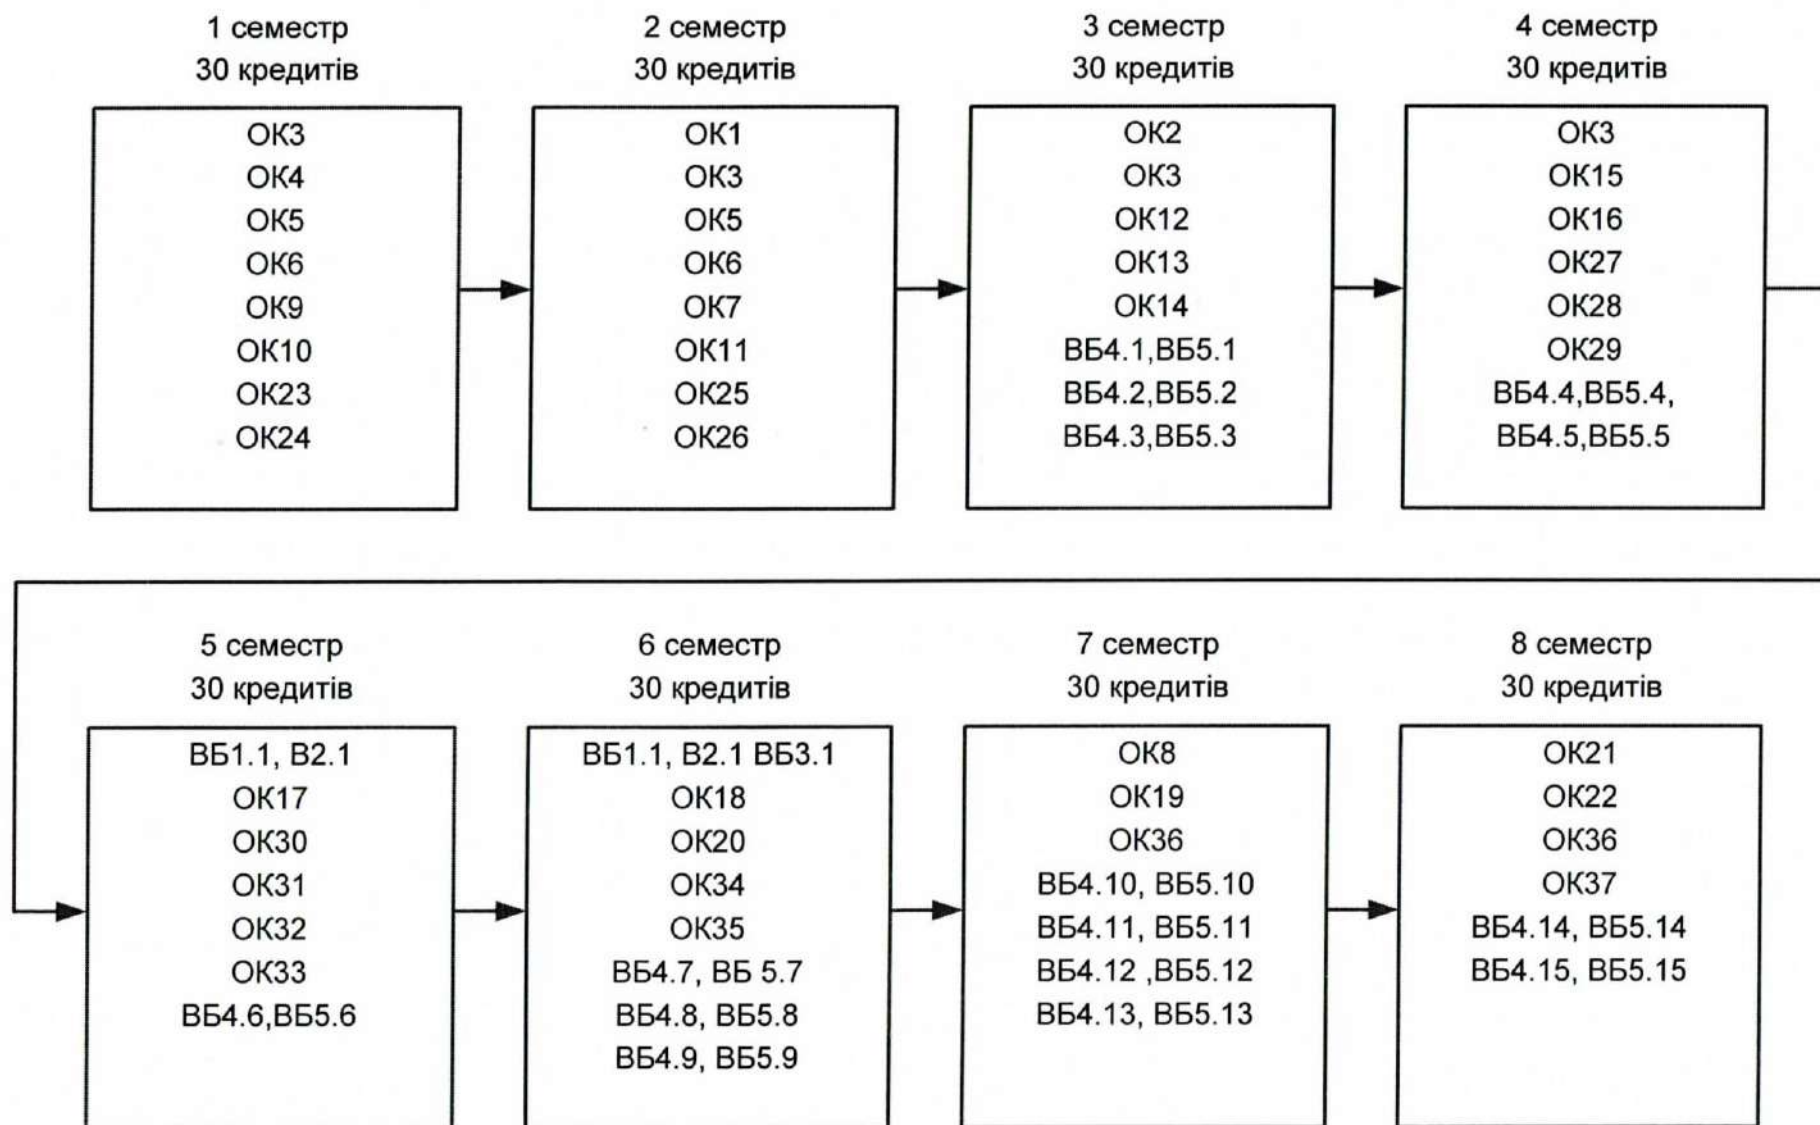 1 семестр
30 кредитів
ОК3
ОК4
ОК5
ОК6
ОК9
ОК10
ОК23
ОК24
2 семестр
30 кредитів
ОК1
ОК3
ОК5
ОК6
ОК7
ОК11
ОК25
ОК26
3 семестр
30 кредитів
ОК2
ОК3
ОК12
ОК13
ОК14
ВБ4.1,ВБ5.1
ВБ4.2,ВБ5.2
ВБ4.3,ВБ5.3
4 семестр
30 кредитів
ОК3
ОК15
ОК16
ОК27
ОК28
ОК29
ВБ4.4,ВБ5.4,
ВБ4.5,ВБ5.5
5 семестр
30 кредитів
ВБ1.1, В2.1
ОК17
ОК30
ОК31
ОК32
ОК33
ВБ4.6,ВБ5.6
6 семестр
30 кредитів
ВБ1.1, В2.1 ВБ3.1
ОК18
ОК20
ОК34
ОК35
ВБ4.7, ВБ 5.7
ВБ4.8, ВБ5.8
ВБ4.9, ВБ5.9
7 семестр
30 кредитів
ОК8
ОК19
ОК36
ВБ4.10, ВБ5.10
ВБ4.11, ВБ5.11
ВБ4.12 ,ВБ5.12
ВБ4.13, ВБ5.13
8 семестр
30 кредитів
ОК21
ОК22
ОК36
ОК37
ВБ4.14, ВБ5.14
ВБ4.15, ВБ5.15